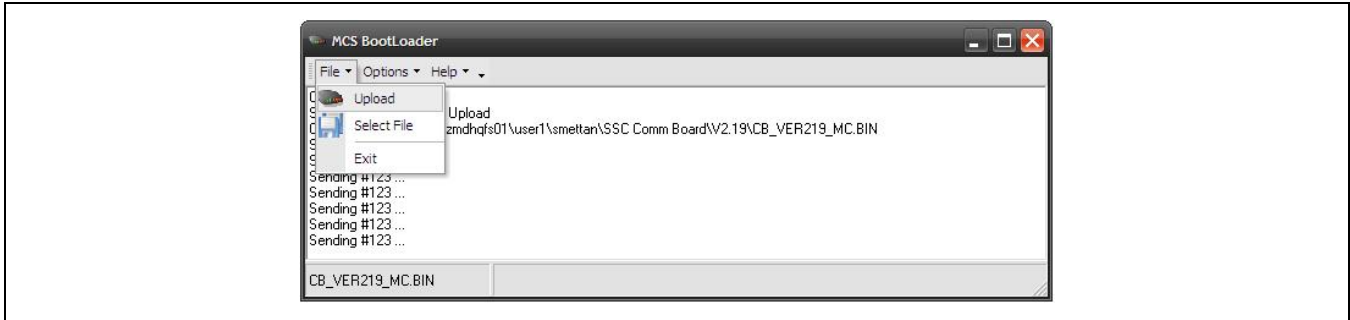 MCS BootLoader
File Options Help
Upload
Select File
Exit
Upload
zmdhqfs01\user1\smettan\SSC Comm Board\V2.19\CB_VER219_MC.BIN
Sending #123 ...
Sending #123 ...
Sending #123 ...
Sending #123 ...
Sending #123 ...
CB_VER219_MC.BIN